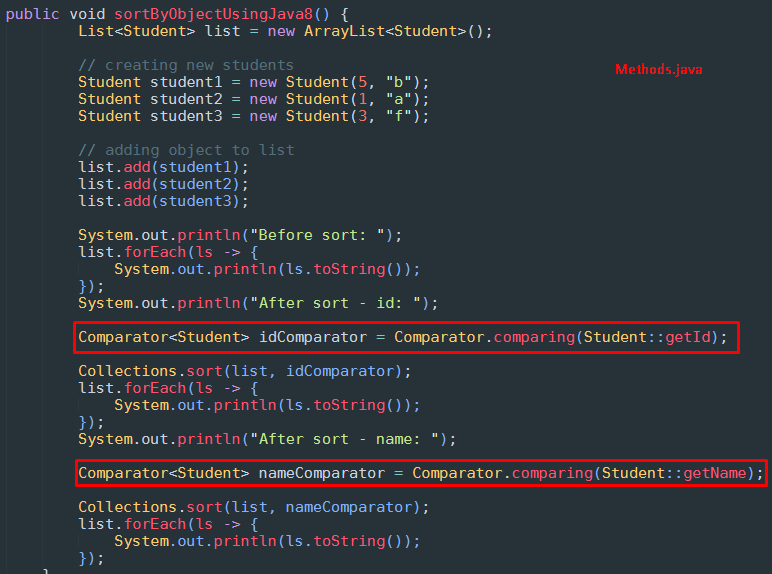 public void sortByObjectUsingJava8() {
List<Student> list = new ArrayList<Student>();
// creating new students
Methods.java
Student student1 = new Student(5, "b");
Student student2 = new Student(1, "a");
Student student3 = new Student(3, "f");
// adding object to list
list.add(student1);
list.add(student2);
list.add(student3);
System.out.println("Before sort: ");
list.forEach(ls -> {
System.out.println(ls.toString());
});
System.out.println("After sort - id: ");
Comparator<Student> idComparator = Comparator.comparing(Student::getId);
Collections.sort(list, idComparator);
list.forEach(ls -> {
System.out.println(ls.toString());
});
System.out.println("After sort - name: ");
Comparator<Student> nameComparator = Comparator.comparing(Student::getName);
Collections.sort(list, nameComparator);
list.forEach(ls -> {
System.out.println(ls.toString());
});
}